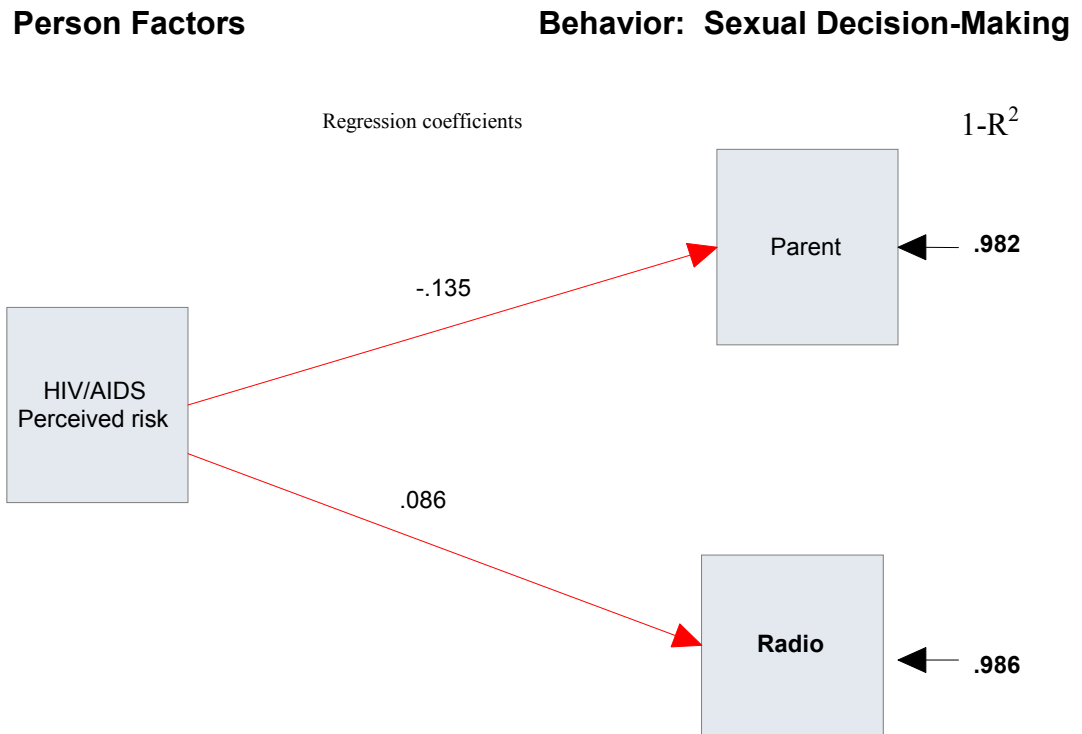 Person Factors
Behavior: Sexual Decision-Making
Regression coefficients
1-R²
Parent
.982
-.135
HIV/AIDS
Perceived risk
.086
Radio
.986